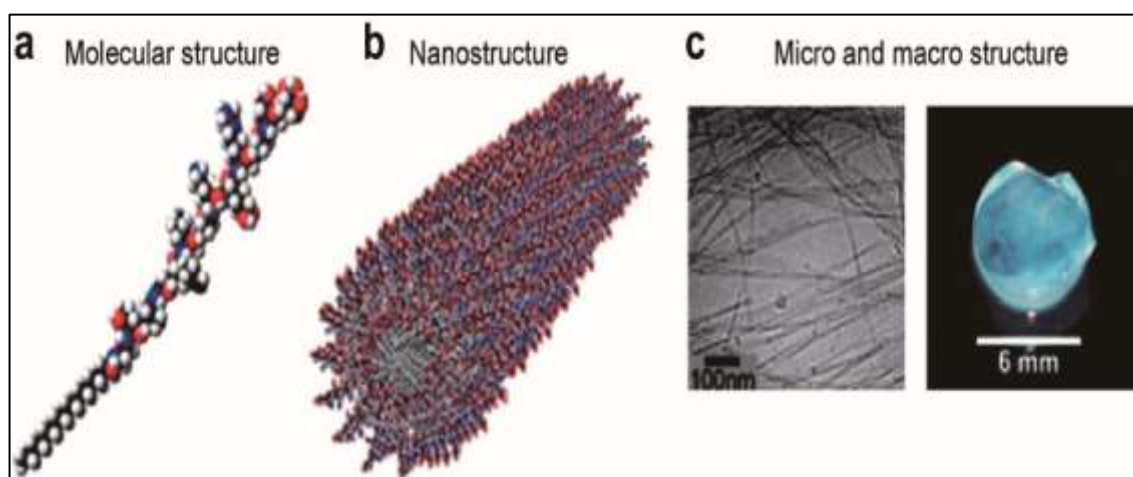 a Molecular structure
b Nanostructure
c Micro and macro structure
100nm
6 mm